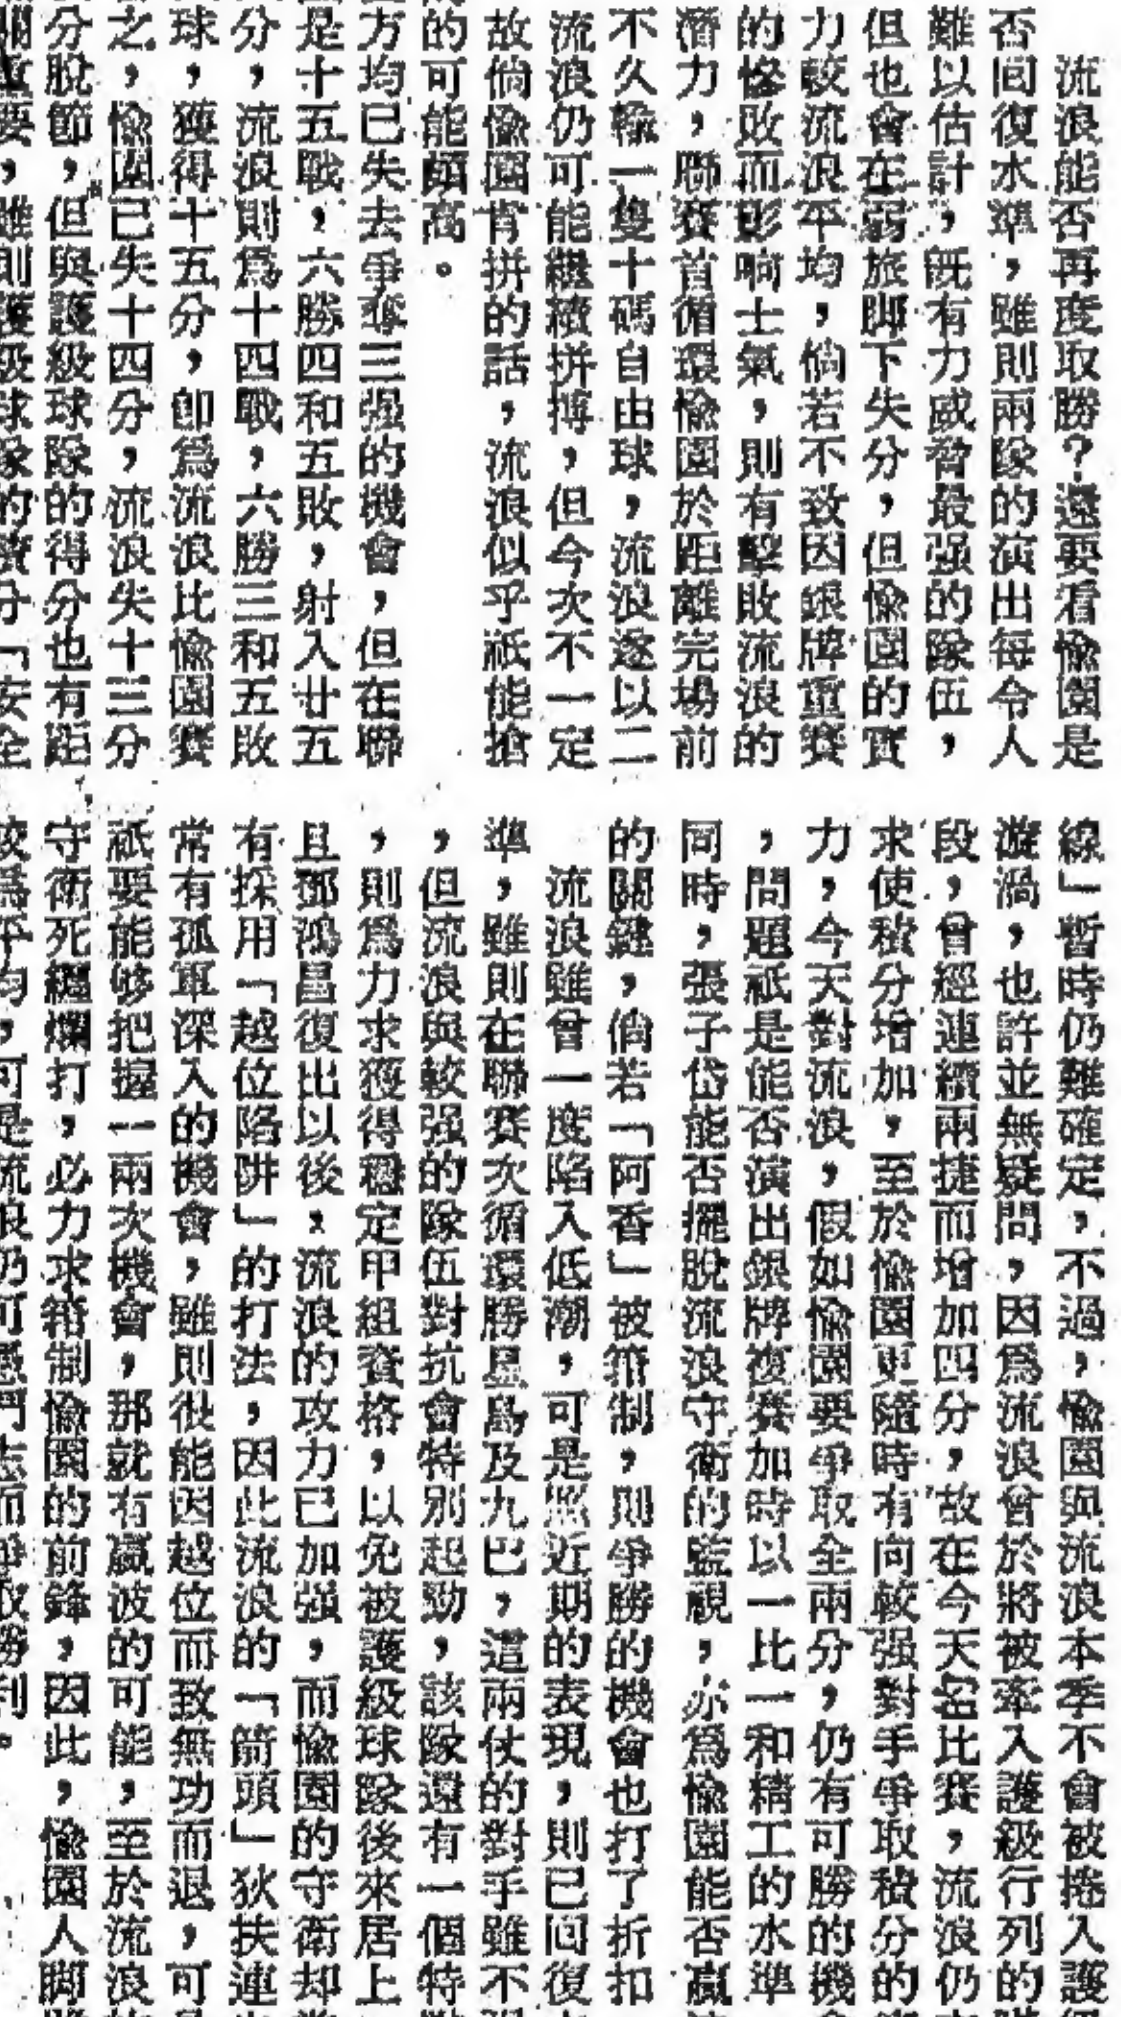 流浪能否再度取勝?還要看愉園是
否囘復水準,雖則兩隊的演出每令人
難以估計,旣有力威脅最强的隊伍,
但也會在弱旅脚下失分,但愉園的實
力較流浪平均,倘若不致因銀牌重賽
的慘敗而影响士氣,則有擊敗流浪的
潛力,聯賽首循環愉園於距離完塲前
不久輸一隻十碼自由球,流浪遂以二
流浪仍可能繼續拼搏,但今次不一定
故倘愉園肯拼的話,流浪似乎祇能搶
的可能頗高。
方均已失去爭奪三强的機會,但在聯
是十五戰,六勝四和五敗,射入廿五
分,流浪則爲十四戰,六勝三和五敗
球,獲得十五分,卽爲流浪比愉園賽
之,愉園已失十四分,流浪失十三分
分脫節,但與護級球隊的得分也有距
要,雖則護級球隊的積分「安全
線」暫時仍難確定,不過,愉園與流浪本季不會被捲入護
漩渦,也許並無疑問,因爲流浪曾於將被牽入護級行列的
段,曾經連續兩捷而增加四分,故在今天名比賽,流浪仍
求使積分增加,至於愉園更隨時有向較强對手爭取積分的
力,今天對流浪,假如愉園要爭取全兩分,仍有可勝的機
,問題祇是能否演出銀牌複賽加時以一比一和精工的水準
同時,張子岱能否擺脫流浪守衛的監視,亦爲愉園能否贏
的關鍵,倘若「阿香」被箝制,則爭勝的機會也打了折扣
流浪雖曾一度陷入低潮,可是照近期的表現,則已囘復
準,雖則在聯賽次循環勝星島及九巴,這兩仗的對手雖不
,但流浪與較强的隊伍對抗會特別起勁,該隊還有一個特
,則爲力求獲得穩定甲組資格,以免被護級球隊後來居上
且鄧鴻昌復出以後,流浪的攻力已加强,而愉園的守衛却
有採用「越位陷阱」的打法,因此流浪的「箭頭」狄扶連
常有孤軍深入的機會,雖則很能因越位而致無功而退,可
祇要能够把握一兩次機會,那就有贏波的可能,至於流浪
守衛死纏爛打,必力求箝制愉園的前鋒,因此,愉園人脚
較爲平均,可是流浪仍可憑鬥志而爭取勝利。